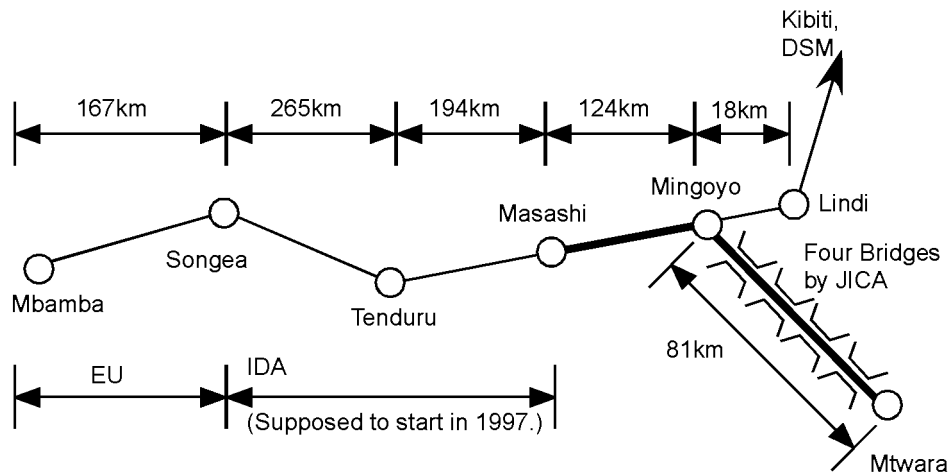 Kibiti,
DSM
167km
265km
194km
124km
18km
Mingoyo
Masashi
Lindi
Songea
Four Bridges
by JICA
Mbamba
Tenduru
81km
EU
IDA
(Supposed to start in 1997.)
Mtwara